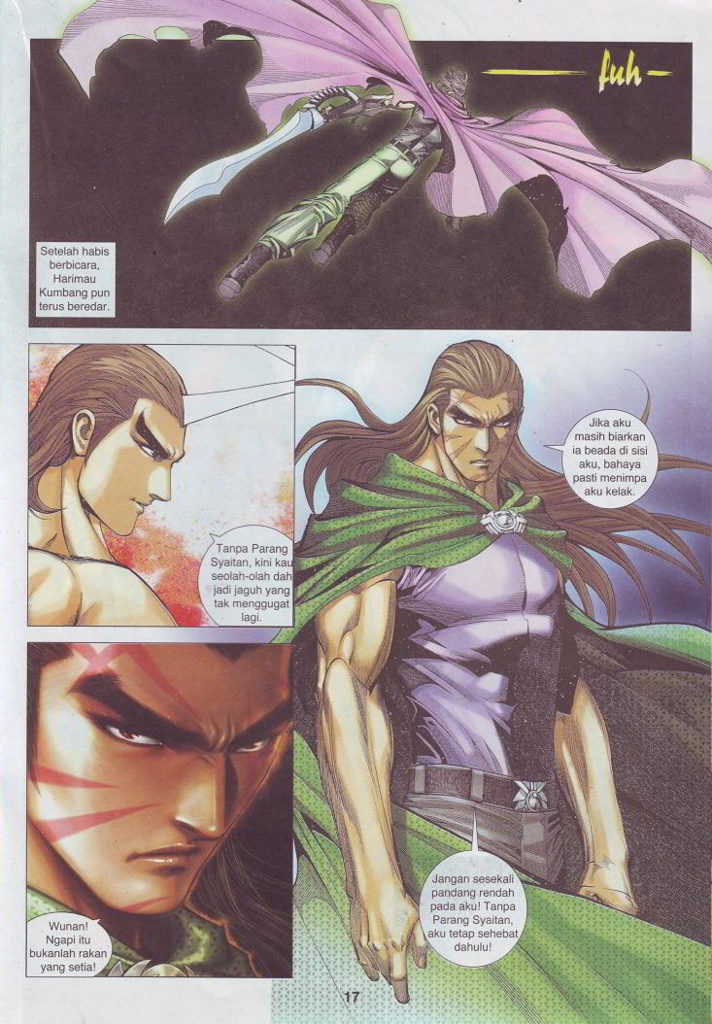 fuh
Setelah habis
berbicara,
Harimau
Kumbang pun
terus beredar.
Tanpa Parang
Syaitan, kini kau
seolah-olah dah
jadi jaguh yang
tak menggugat
lagi.
Jika aku
masih biarkan
ia beada di sisi
aku, bahaya
pasti menimpa
aku kelak.
Wunan!
Ngapi itu
bukanlah rakan
yang setia!
Jangan sesekali
pandang rendah
pada aku! Tanpa
Parang Syaitan,
aku tetap sehebat
dahulu!
17